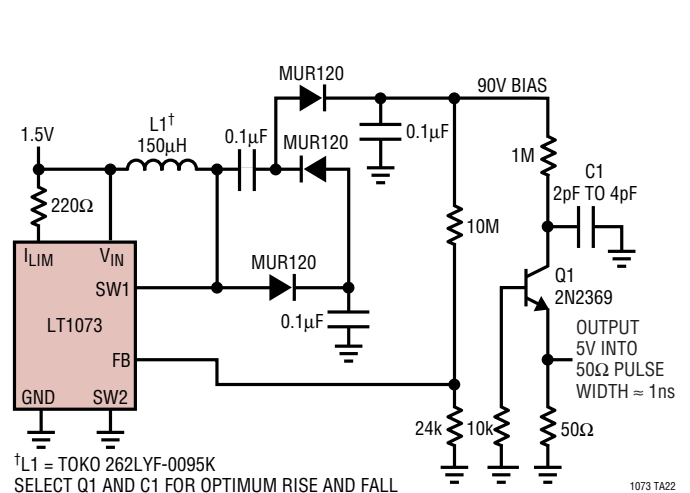 MUR120
90V BIAS
L1†
150µH
1.5V
0.1µF
MUR120
0.1µF
1M
C1
2pF TO 4pF
220Ω
10M
ILIM
VIN
MUR120
Q1
2N2369
SW1
LT1073
0.1µF
OUTPUT
5V INTO
50Ω PULSE
WIDTH ≈ 1ns
FB
GND
SW2
24k
10k
50Ω
†L1 = TOKO 262LYF-0095K
SELECT Q1 AND C1 FOR OPTIMUM RISE AND FALL
1073 TA22